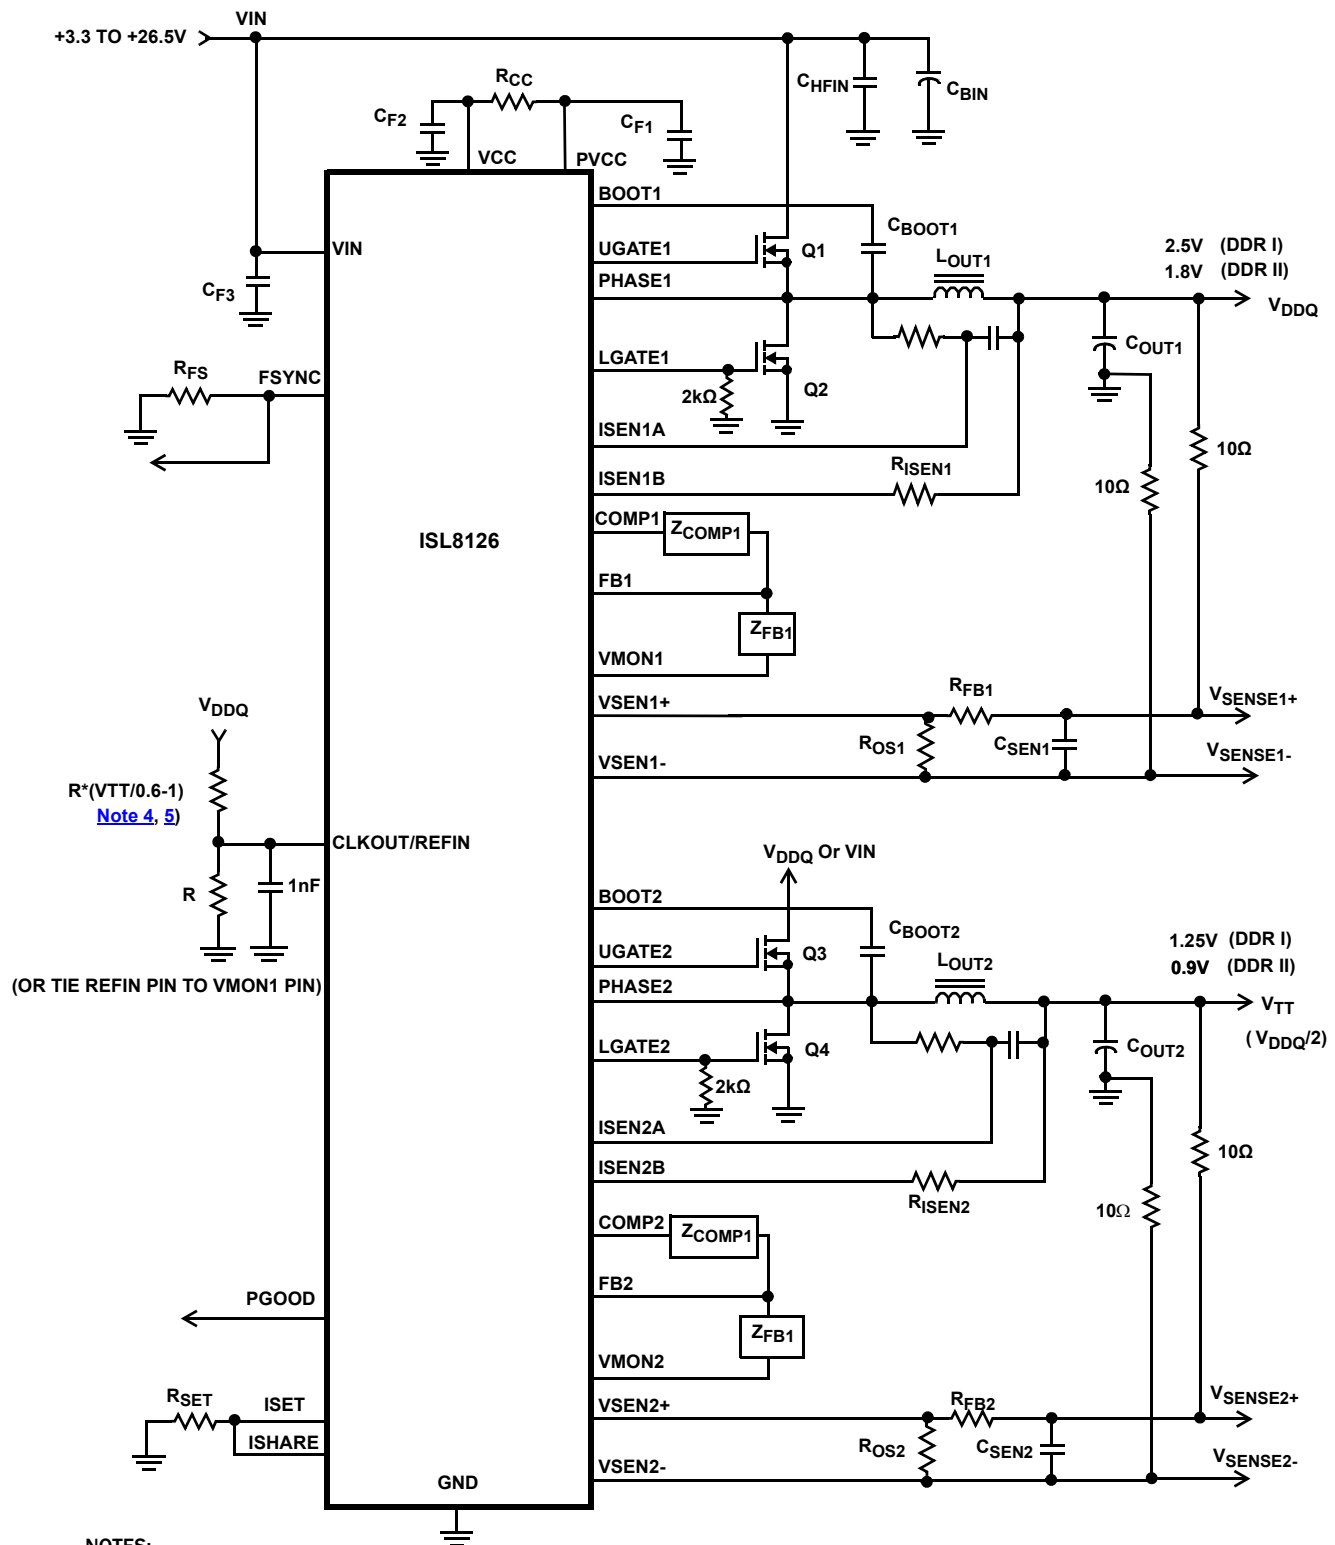 VIN
+3.3 TO +26.5V
RCC
CHFIN
CBIN
CF2
CF1
VCC
PVCC
BOOT1
CBOOT1
VIN
UGATE1
Q1
LOUT1
2.5V (DDR I)
1.8V (DDR II)
PHASE1
CF3
VDDQ
LGATE1
COUT1
RFS
FSYNC
2kΩ
Q2
ISEN1A
10Ω
RISEN1
ISEN1B
10Ω
COMP1
ZCOMP1
ISL8126
FB1
ZFB1
VMON1
RFB1
VSENSE1+
VDDQ
VSEN1+
ROS1
CSEN1
VSENSE1-
VSEN1-
R*(VTT/0.6-1)
Note 4, 5)
CLKOUT/REFIN
VDDQ Or VIN
R
1nF
BOOT2
CBOOT2
1.25V (DDR I)
UGATE2
Q3
LOUT2
0.9V (DDR II)
(OR TIE REFIN PIN TO VMON1 PIN)
PHASE2
VTT
(VDDQ/2)
LGATE2
Q4
COUT2
2kΩ
ISEN2A
10Ω
ISEN2B
RISEN2
10Ω
COMP2
ZCOMP1
FB2
PGOOD
ZFB1
VMON2
RSET
ISET
RFB2
VSENSE2+
VSEN2+
ISHARE
ROS2
CSEN2
VSENSE2-
VSEN2-
GND
NOTES: